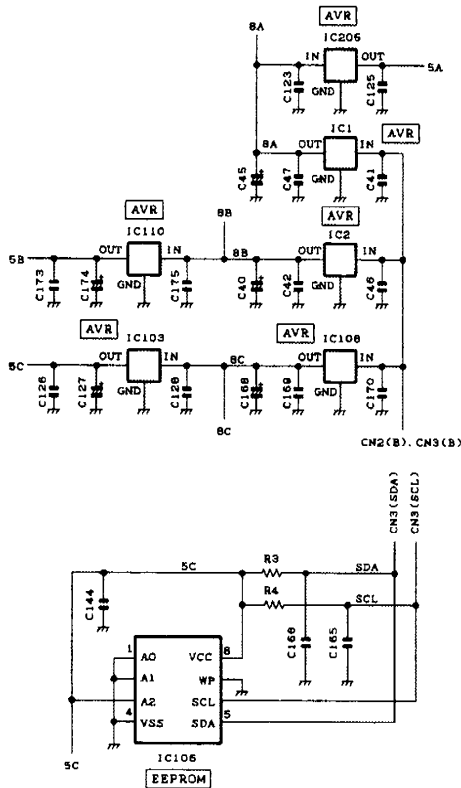 8A
AVR
IC206
IN
OUT
5A
C123
GND
C125
IC1
AVR
8A
OUT
IN
C45
C47
GND
C41
AVR
8B
AVR
IC110
IC2
5B
OUT
IN
8B
OUT
IN
C173
C174
GND
C175
C40
C42
GND
C46
AVR
IC103
AVR
IC108
5C
OUT
IN
8C
OUT
IN
C126
C127
GND
C128
C168
C169
GND
C170
8C
CN2(B), CN3(B)
CN3(SDA)
CN3(SCL)
5C
R3
SDA
C144
R4
SCL
C166
C165
1
A0
VCC
8
A1
WP
A2
SCL
4
VSS
SDA
5
5C
IC106
EEPROM